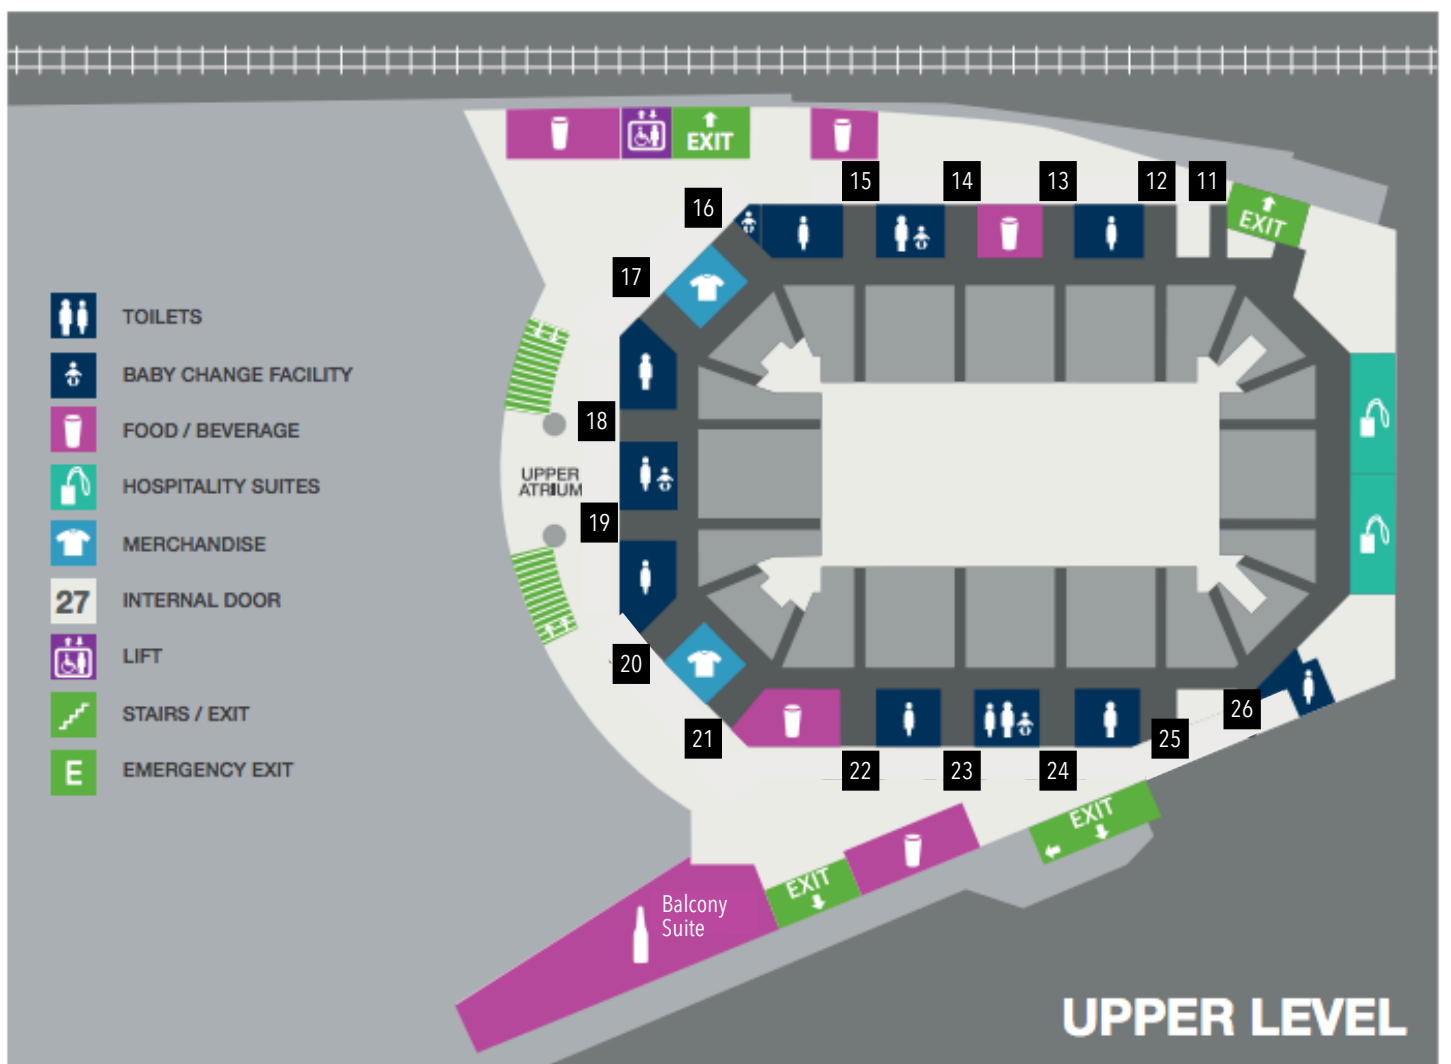 EXIT
15
14
13
12
11
16
EXIT
17
TOILETS
BABY CHANGE FACILITY
18
FOOD / BEVERAGE
UPPER
ATRIUM
HOSPITALITY SUITES
19
MERCHANDISE
27 INTERNAL DOOR
LIFT
20
STAIRS / EXIT
26
21
25
E EMERGENCY EXIT
22
23
24
EXIT
EXIT
Balcony
Suite
UPPER LEVEL